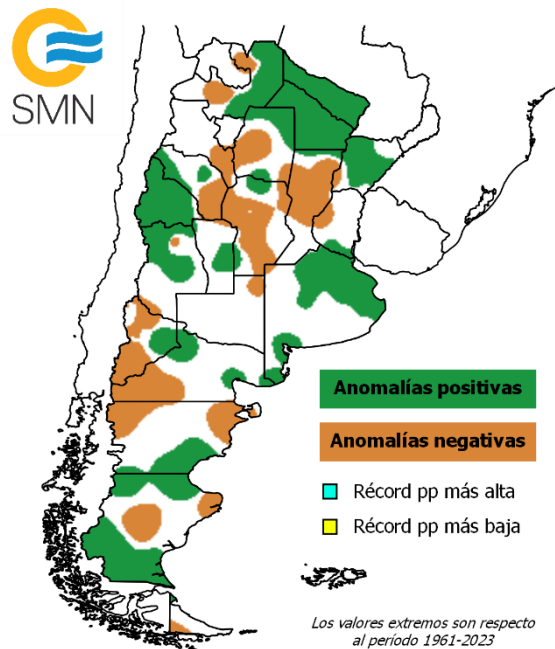 SMN
Anomalías positivas
Anomalías negativas
Récord pp más alta
Récord pp más baja
Los valores extremos son respecto
al período 1961-2023